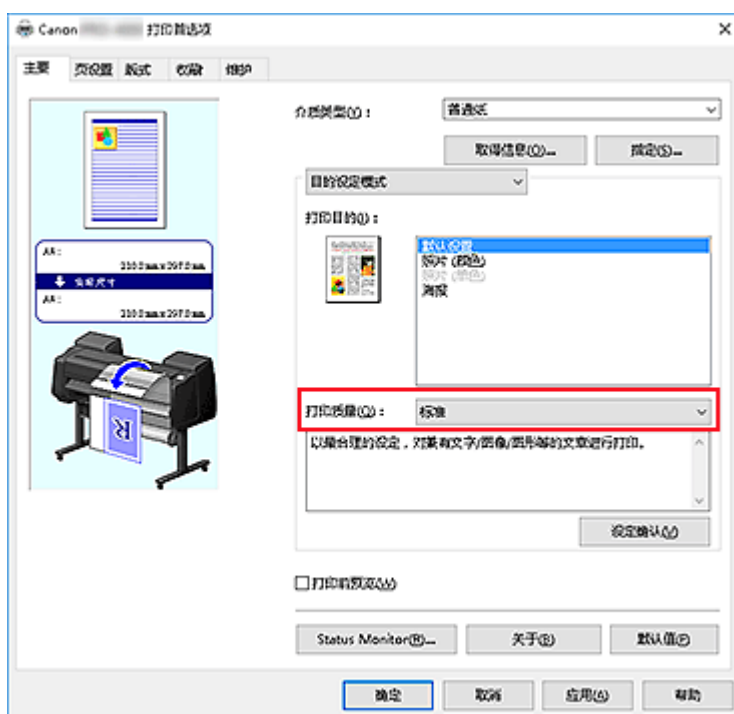 Canon 打印首选项
主要 页设置 版式 收藏 维护
介质类型(Y)： 普通纸
取得信息(O)... 指定(S)...
目的设定模式
打印目的(J)：
默认设置
照片 (颜色)
照片 (单色)
海报
A4：
210.0mm x 297.0mm
实际尺寸
A4：
210.0mm x 297.0mm
打印质量(Q)： 标准
以最合理的设定，对兼有文字/图像/图形等的文章进行打印。
设定确认(V)
打印前预览(W)
Status Monitor(R)... 关于(B) 默认值(F)
确定 取消 应用(A) 帮助